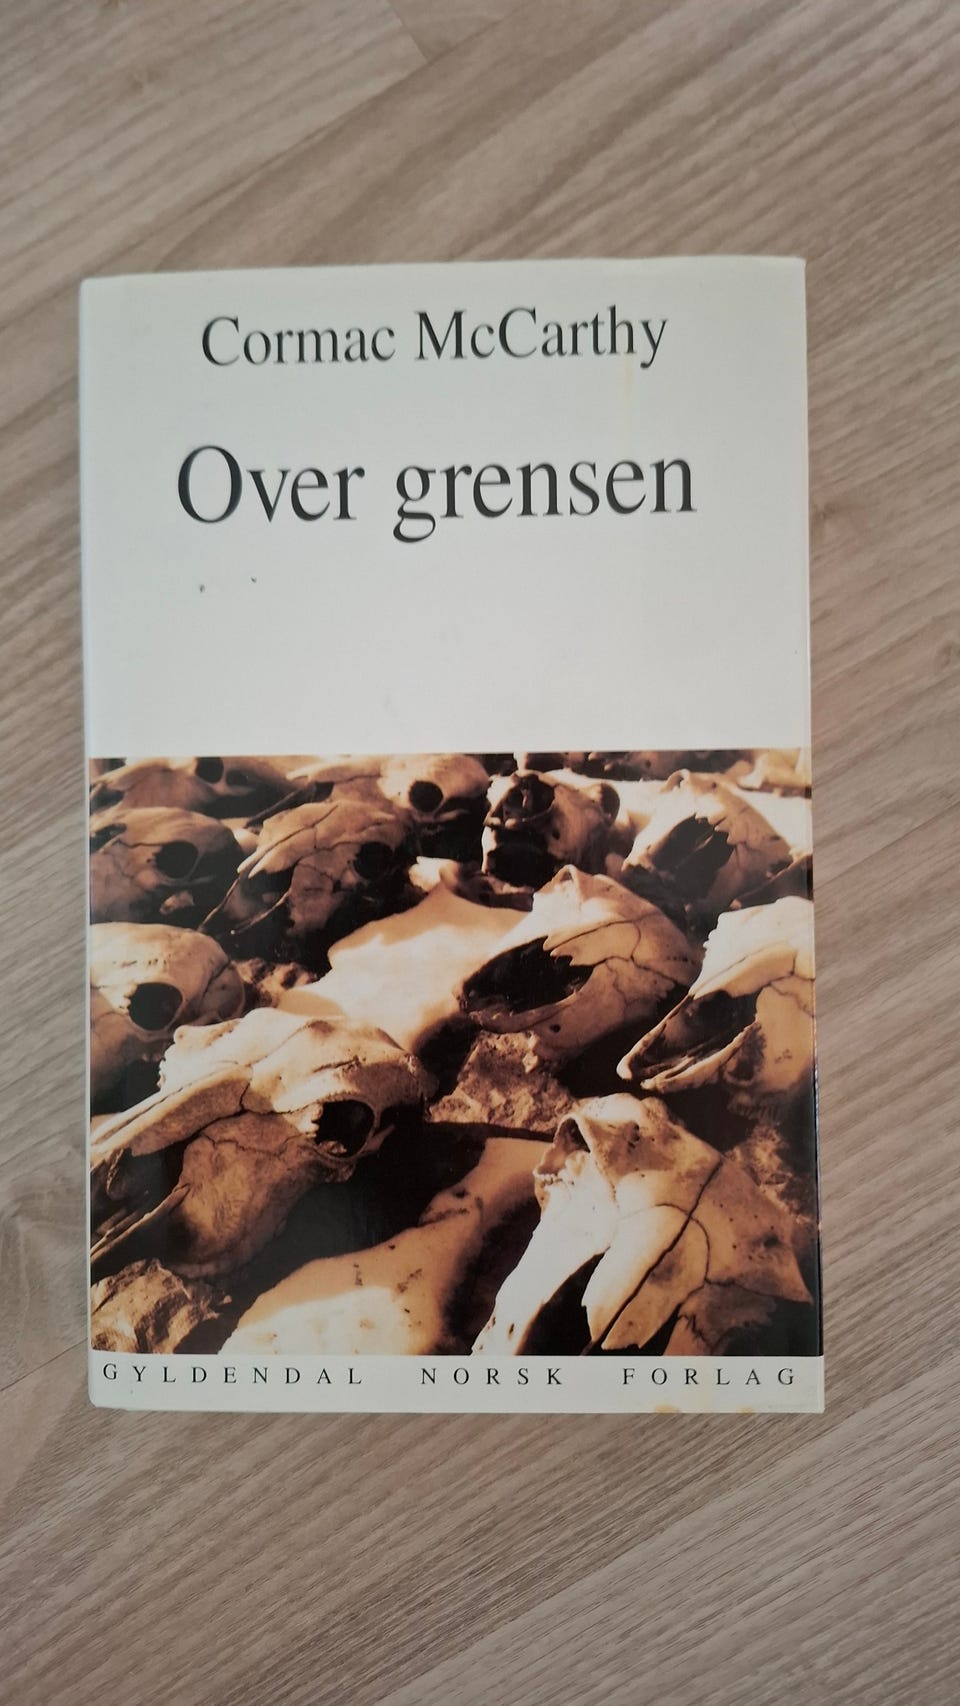 Cormac McCarthy
Over grensen
GYLDENDAL NORSK FORLAG